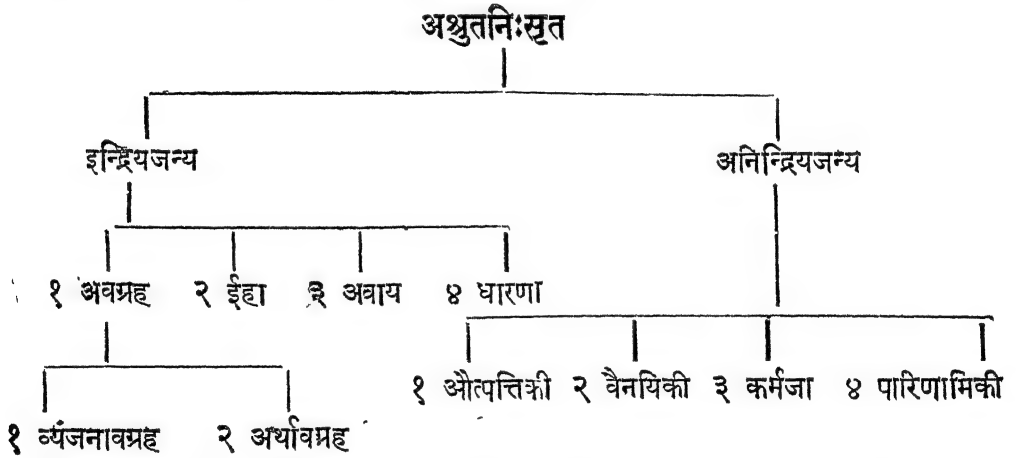 अश्रुतनिःसृत
इन्द्रियजन्य अनिन्द्रियजन्य
१ अवग्रह २ ईहा ३ अवाय ४ धारणा
१ औत्पत्तिकी २ वैनयिकी ३ कर्मजा ४ पारिणामिकी
१ व्यंजनावग्रह २ अर्थावग्रह